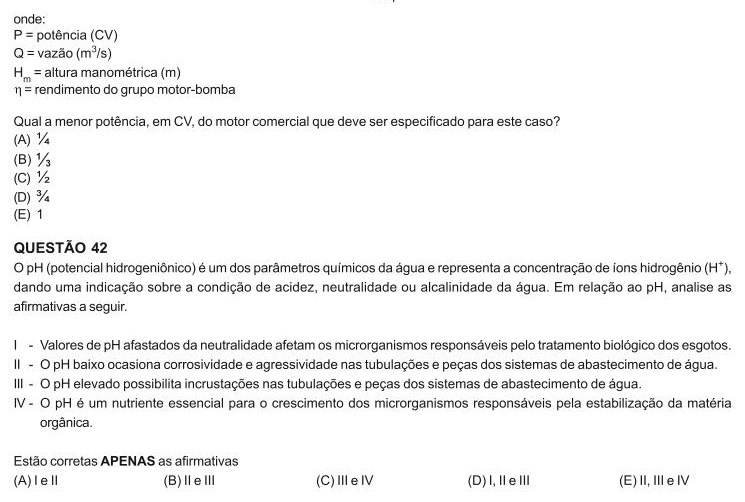 onde:
P = potência (CV)
Q = vazão (m³/s)
Hₘ = altura manométrica (m)
η = rendimento do grupo motor-bomba
Qual a menor potência, em CV, do motor comercial que deve ser especificado para este caso?
(A) ¼
(B) ⅓
(C) ½
(D) ¾
(E) 1
QUESTÃO 42
O pH (potencial hidrogeniônico) é um dos parâmetros químicos da água e representa a concentração de íons hidrogênio (H⁺),
dando uma indicação sobre a condição de acidez, neutralidade ou alcalinidade da água. Em relação ao pH, analise as
afirmativas a seguir.
I - Valores de pH afastados da neutralidade afetam os microrganismos responsáveis pelo tratamento biológico dos esgotos.
II - O pH baixo ocasiona corrosividade e agressividade nas tubulações e peças dos sistemas de abastecimento de água.
III - O pH elevado possibilita incrustações nas tubulações e peças dos sistemas de abastecimento de água.
IV - O pH é um nutriente essencial para o crescimento dos microrganismos responsáveis pela estabilização da matéria
orgânica.
Estão corretas APENAS as afirmativas
(A) I e II (B) II e III (C) III e IV (D) I, II e III (E) II, III e IV